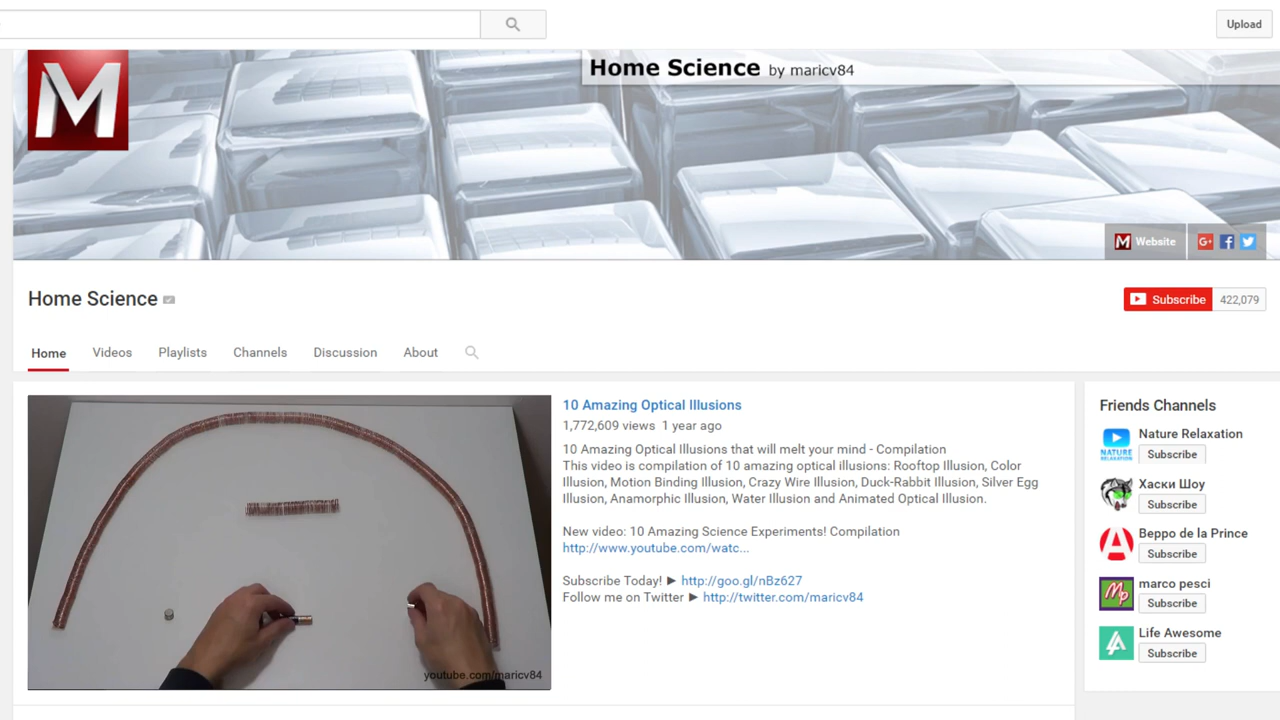 Upload
M
Home Science by maricv84
M Website G+ f
Home Science
Subscribe 422,079
Home Videos Playlists Channels Discussion About
10 Amazing Optical Illusions
1,772,609 views 1 year ago
10 Amazing Optical Illusions that will melt your mind - Compilation
This video is compilation of 10 amazing optical illusions: Rooftop Illusion, Color
Illusion, Motion Binding Illusion, Crazy Wire Illusion, Duck-Rabbit Illusion, Silver Egg
Illusion, Anamorphic Illusion, Water Illusion and Animated Optical Illusion.
New video: 10 Amazing Science Experiments! Compilation
http://www.youtube.com/watc...
Subscribe Today! ► http://goo.gl/nBz627
Follow me on Twitter ► http://twitter.com/maricv84
youtube.com/maricv84
Friends Channels
Nature Relaxation
NATURE
RELAXATION
Subscribe
Хаски Шоу
Subscribe
Beppo de la Prince
Subscribe
marco pesci
Mp
Subscribe
Life Awesome
Subscribe